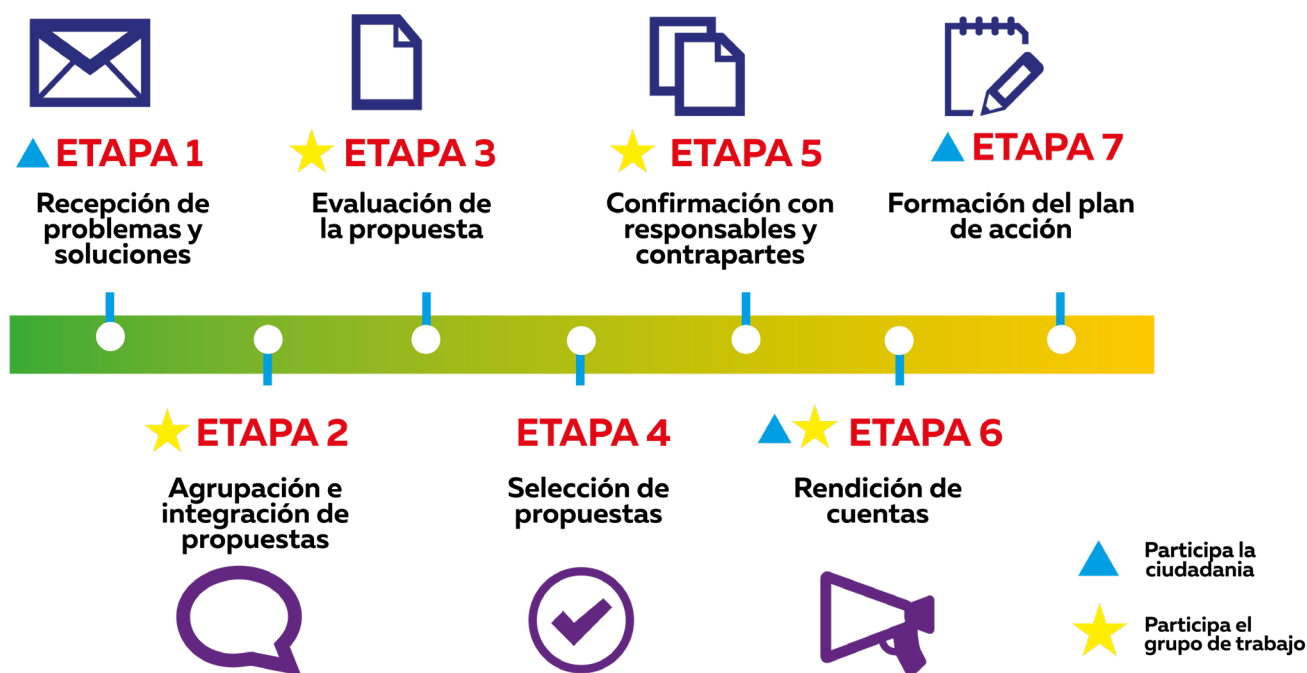 ETAPA 1
Recepción de
problemas y
soluciones
ETAPA 3
Evaluación de
la propuesta
ETAPA 5
Confirmación con
responsables y
contrapartes
ETAPA 7
Formación del plan
de acción
ETAPA 2
Agrupación e
integración de
propuestas
ETAPA 4
Selección de
propuestas
ETAPA 6
Rendición de
cuentas
Participa la
ciudadania
Participa el
grupo de trabajo